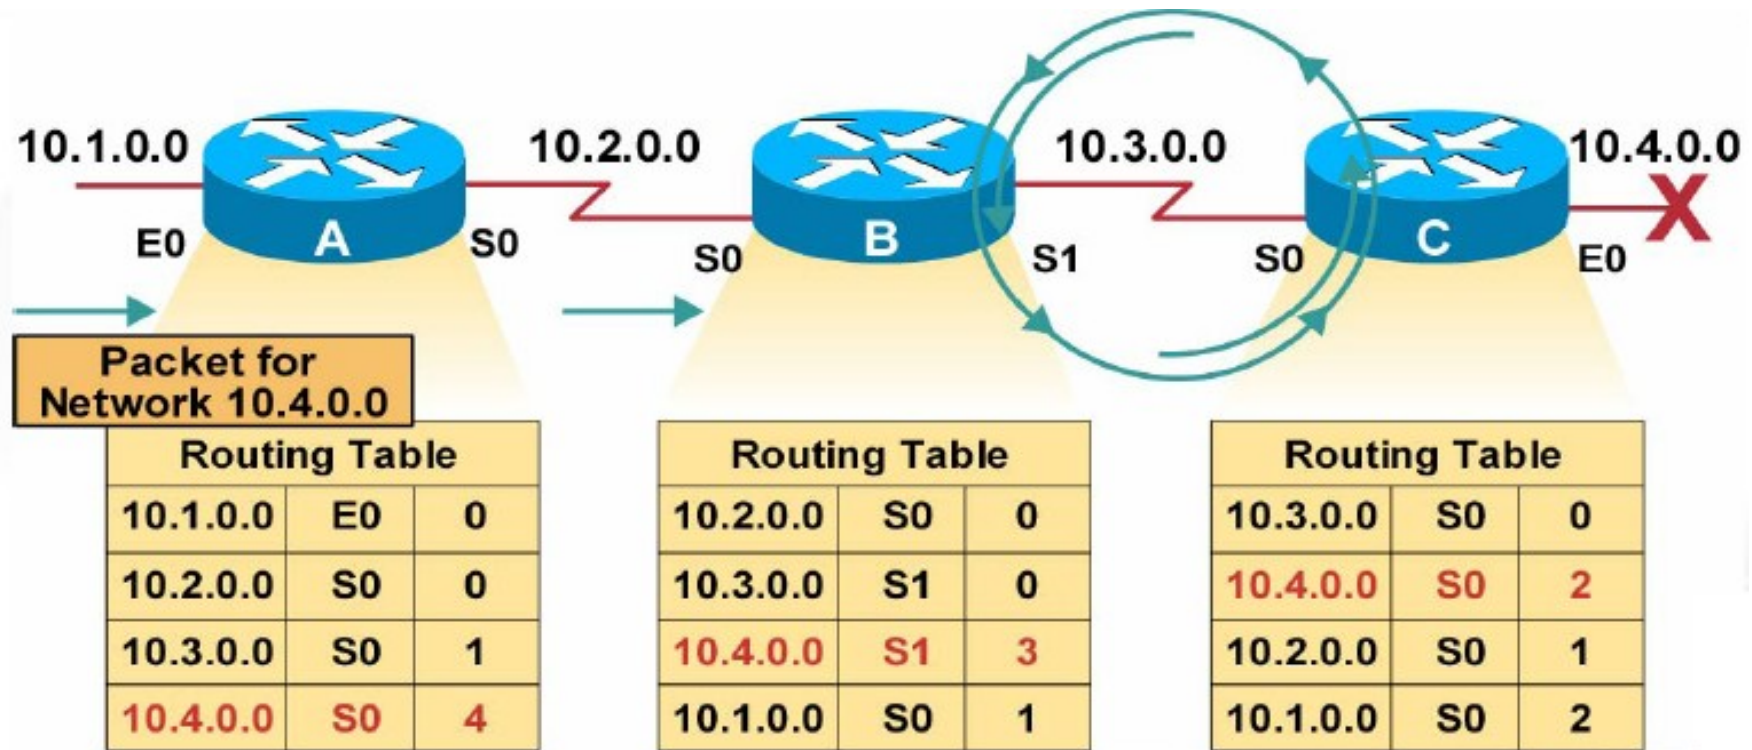 10.1.0.0
10.2.0.0
10.3.0.0
10.4.0.0
X
A
B
C
E0
S0
S0
S1
S0
E0
Packet for
Network 10.4.0.0
Routing Table
10.1.0.0 E0 0
10.2.0.0 S0 0
10.3.0.0 S0 1
10.4.0.0 S0 4
Routing Table
10.2.0.0 S0 0
10.3.0.0 S1 0
10.4.0.0 S1 3
10.1.0.0 S0 1
Routing Table
10.3.0.0 S0 0
10.4.0.0 S0 2
10.2.0.0 S0 1
10.1.0.0 S0 2